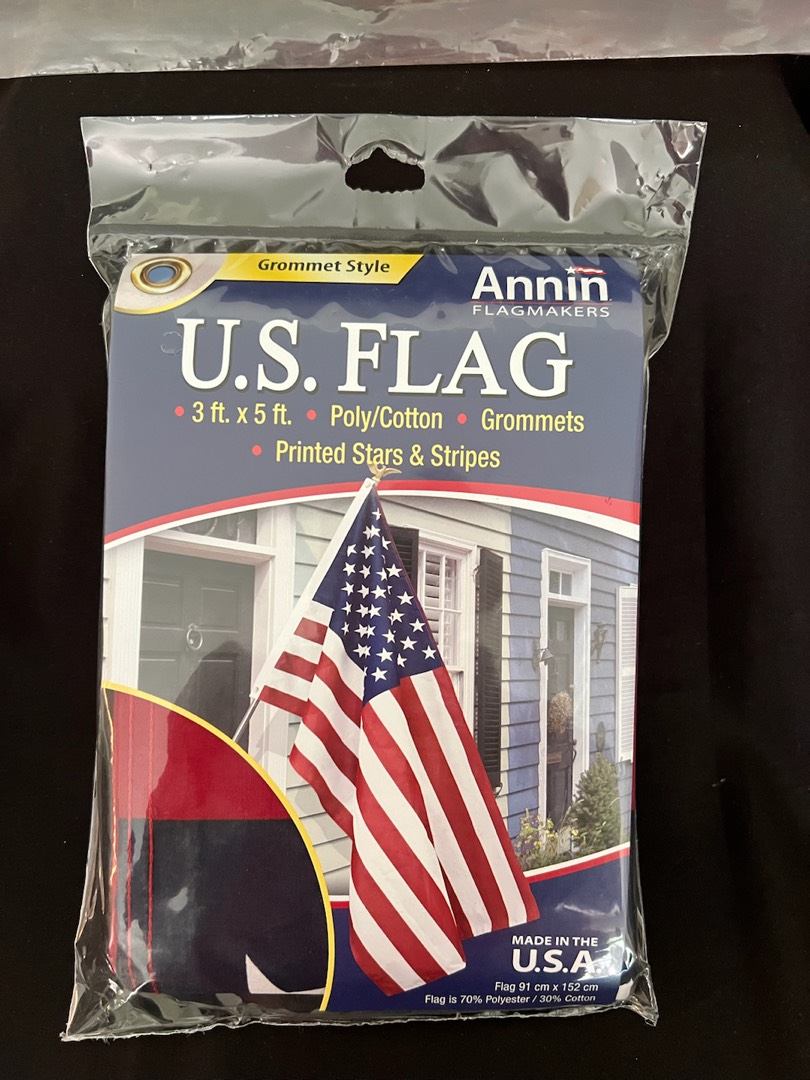 Grommet Style
Annin
FLAGMAKERS
U.S. FLAG
• 3 ft. x 5 ft. • Poly/Cotton • Grommets
• Printed Stars & Stripes
MADE IN THE
U.S.A.
Flag 91 cm x 152 cm
Flag is 70% Polyester / 30% Cotton